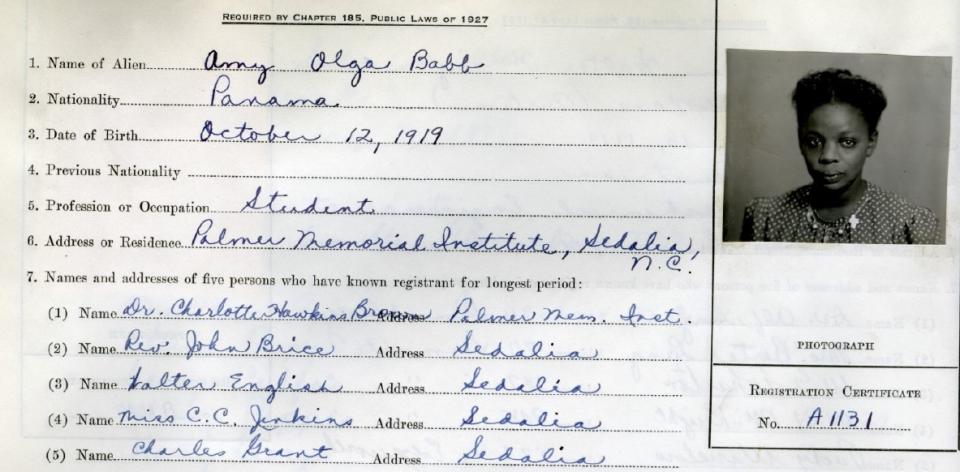 REQUIRED BY CHAPTER 185, PUBLIC LAWS OF 1927
1. Name of Alien Amy Olga Babb
2. Nationality Panama
3. Date of Birth October 12, 1919
4. Previous Nationality
5. Profession or Occupation Student
6. Address or Residence Palmer Memorial Institute, Sedalia,
N.C.
7. Names and addresses of five persons who have known registrant for longest period:
(1) Name Dr. Charlotte Hawkins Brown Address Palmer Mem. Inst.
(2) Name Rev. John Brice Address Sedalia
(3) Name Walter English Address Sedalia
(4) Name Miss C.C. Jenkins Address Sedalia
(5) Name Charles Grant Address Sedalia
PHOTOGRAPH
REGISTRATION CERTIFICATE
No. A1131